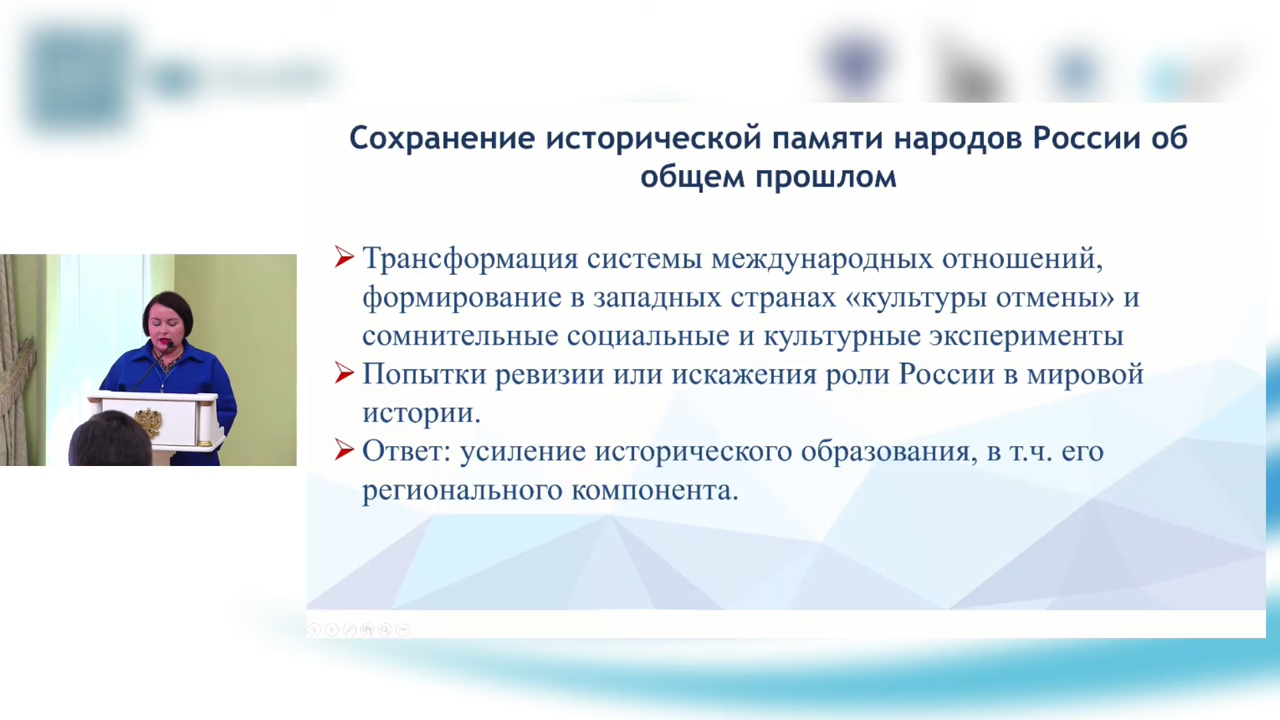 Сохранение исторической памяти народов России об
общем прошлом
Трансформация системы международных отношений,
формирование в западных странах «культуры отмены» и
сомнительные социальные и культурные эксперименты
Попытки ревизии или искажения роли России в мировой
истории.
Ответ: усиление исторического образования, в т.ч. его
регионального компонента.